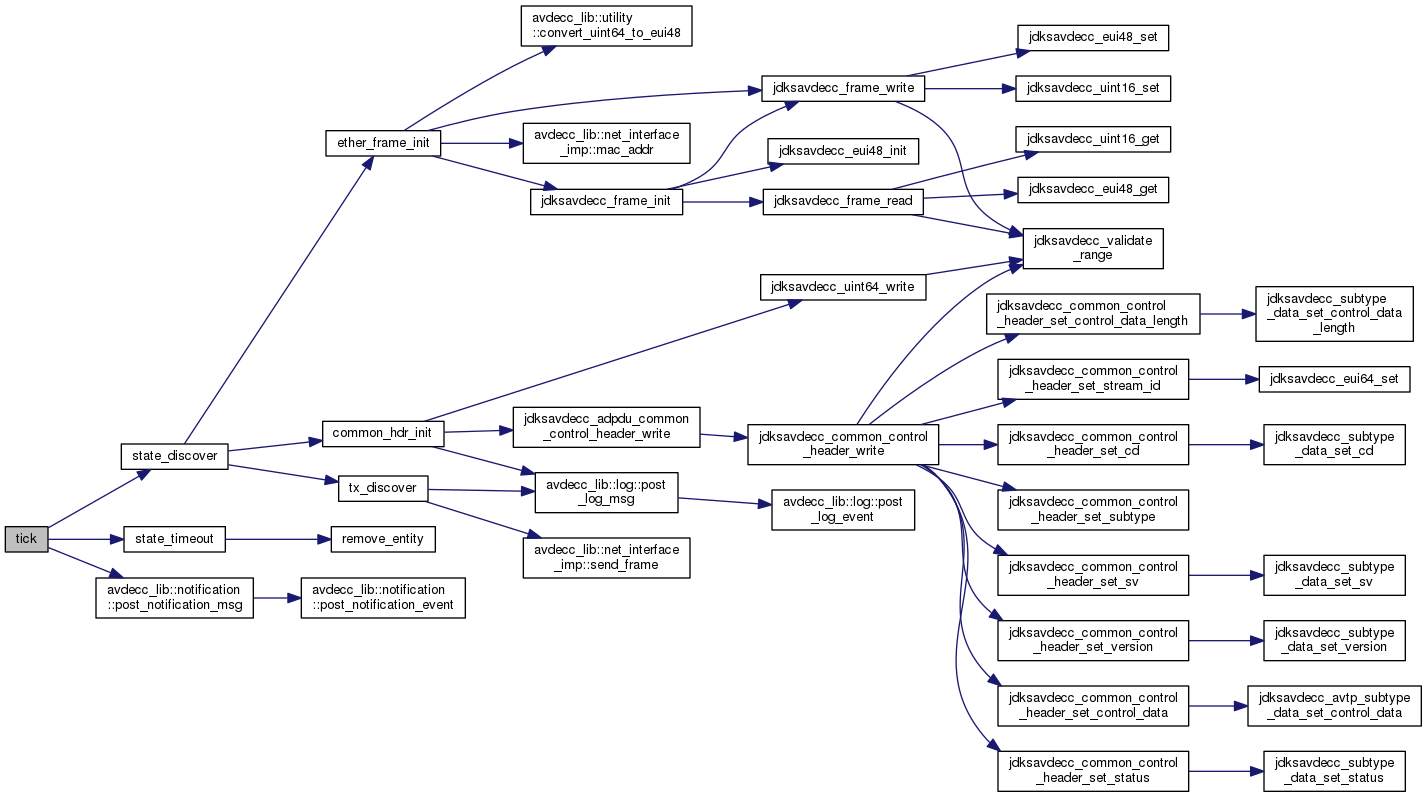 avdecc_lib::utility
::convert_uint64_to_eui48
jdksavdecc_eui48_set
jdksavdecc_frame_write
jdksavdecc_uint16_set
ether_frame_init
avdecc_lib::net_interface
_imp::mac_addr
jdksavdecc_eui48_init
jdksavdecc_uint16_get
jdksavdecc_frame_init
jdksavdecc_frame_read
jdksavdecc_eui48_get
jdksavdecc_validate
_range
jdksavdecc_uint64_write
jdksavdecc_common_control
_header_set_control_data_length
jdksavdecc_subtype
_data_set_control_data
_length
jdksavdecc_common_control
_header_set_stream_id
jdksavdecc_eui64_set
common_hdr_init
jdksavdecc_adpdu_common
_control_header_write
jdksavdecc_common_control
_header_write
jdksavdecc_common_control
_header_set_cd
jdksavdecc_subtype
_data_set_cd
state_discover
tx_discover
avdecc_lib::log::post
_log_msg
avdecc_lib::log::post
_log_event
jdksavdecc_common_control
_header_set_subtype
tick
state_timeout
remove_entity
avdecc_lib::net_interface
_imp::send_frame
jdksavdecc_common_control
_header_set_sv
jdksavdecc_subtype
_data_set_sv
avdecc_lib::notification
::post_notification_msg
avdecc_lib::notification
::post_notification_event
jdksavdecc_common_control
_header_set_version
jdksavdecc_subtype
_data_set_version
jdksavdecc_common_control
_header_set_control_data
jdksavdecc_avtp_subtype
_data_set_control_data
jdksavdecc_common_control
_header_set_status
jdksavdecc_subtype
_data_set_status